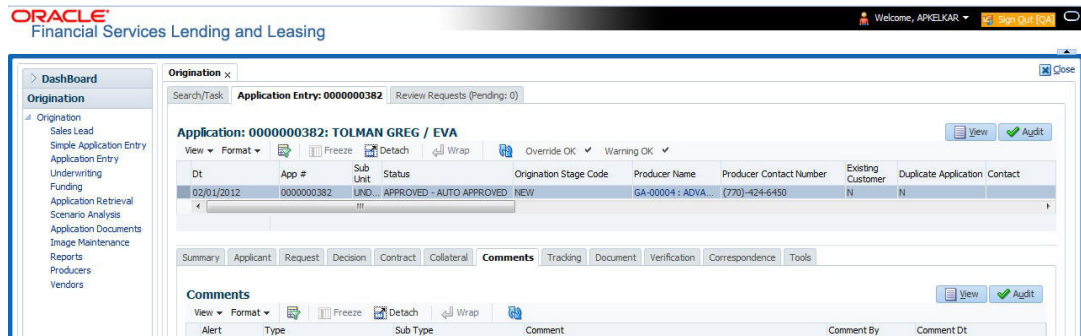 ORACLE
Financial Services Lending and Leasing
Welcome, APKELKAR
Sign Out [QA]
Close
DashBoard
Origination
Origination
Sales Lead
Simple Application Entry
Application Entry
Underwriting
Funding
Application Retrieval
Scenario Analysis
Application Documents
Image Maintenance
Reports
Producers
Vendors
Origination x
Search/Task Application Entry: 0000000382 Review Requests (Pending: 0)
Application: 0000000382: TOLMAN GREG / EVA
View Audit
View Format Freeze Detach Wrap Override OK Warning OK
Dt App # Sub Unit Status Origination Stage Code Producer Name Producer Contact Number Existing Customer Duplicate Application Contact
02/01/2012 0000000382 UND... APPROVED - AUTO APPROVED NEW GA-00004 : ADVA... (770)-424-6450 N N
Summary Applicant Request Decision Contract Collateral Comments Tracking Document Verification Correspondence Tools
Comments
View Audit
View Format Freeze Detach Wrap
Alert Type Sub Type Comment Comment By Comment Dt